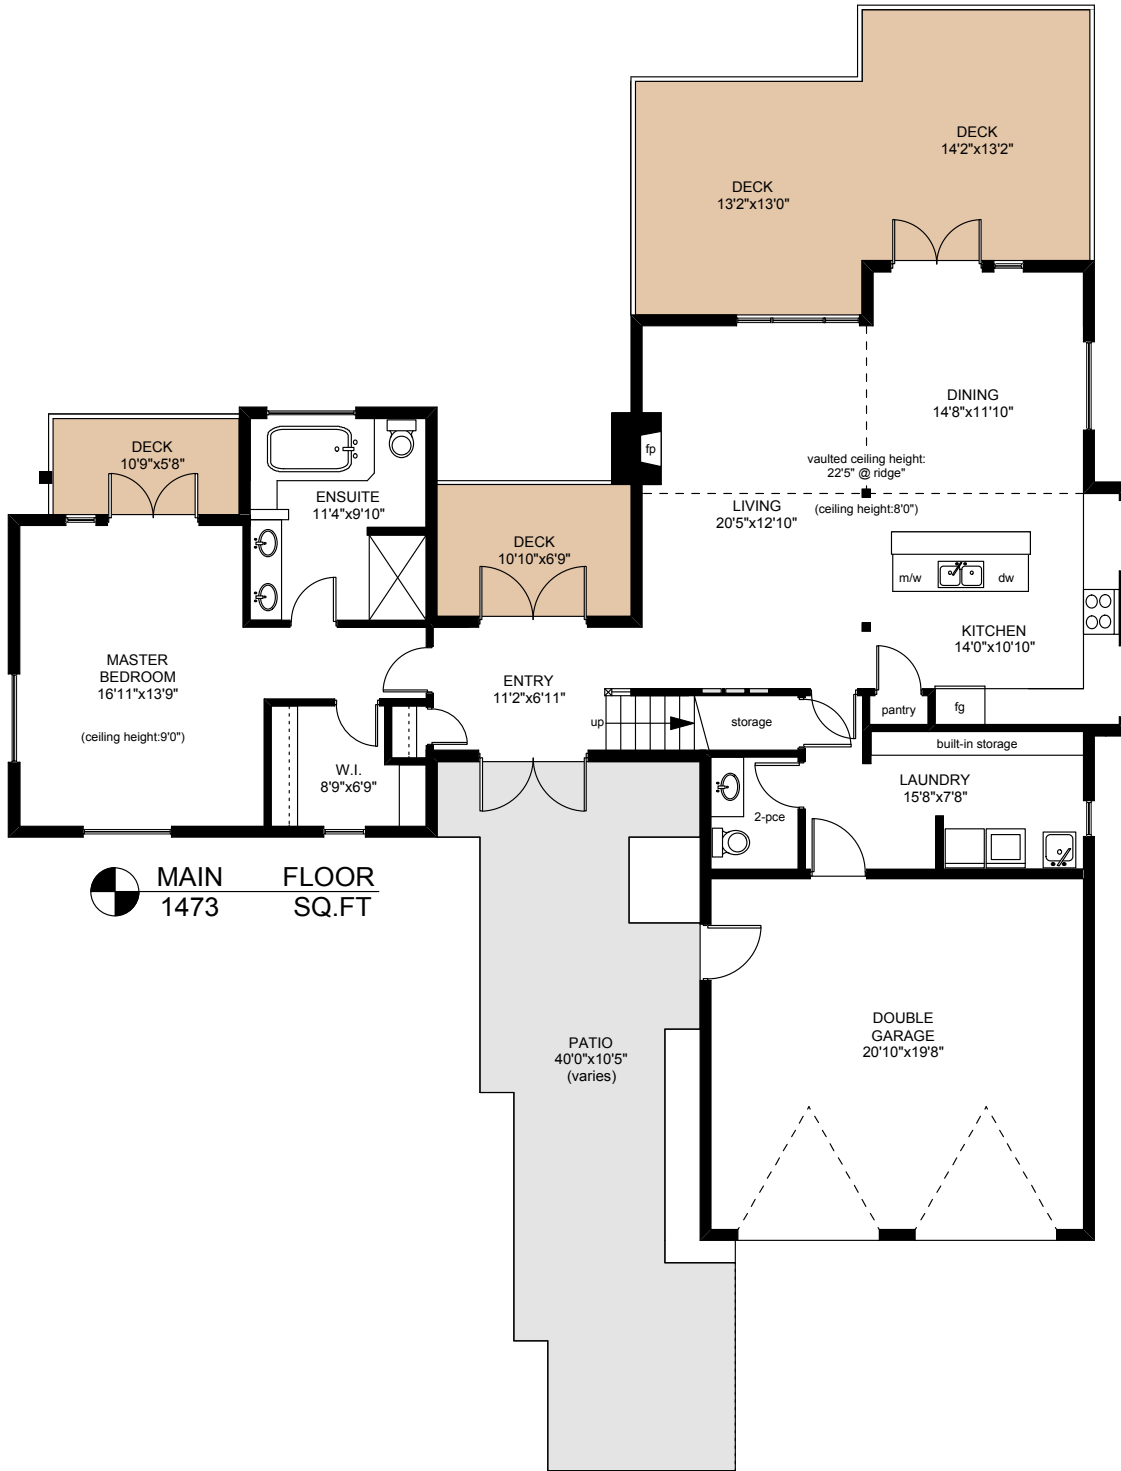 DECK
14'2"x13'2"
DECK
13'2"x13'0"
DINING
14'8"x11'10"
fp
vaulted ceiling height:
22'5" @ ridge"
(ceiling height:8'0")
LIVING
20'5"x12'10"
DECK
10'9"x5'8"
ENSUITE
11'4"x9'10"
DECK
10'10"x6'9"
m/w
dw
KITCHEN
14'0"x10'10"
MASTER
BEDROOM
16'11"x13'9"
(ceiling height:9'0")
ENTRY
11'2"x6'11"
up
storage
pantry
fg
built-in storage
W.I.
8'9"x6'9"
LAUNDRY
15'8"x7'8"
2-pce
MAIN FLOOR
1473 SQ.FT
PATIO
40'0"x10'5"
(varies)
DOUBLE
GARAGE
20'10"x19'8"